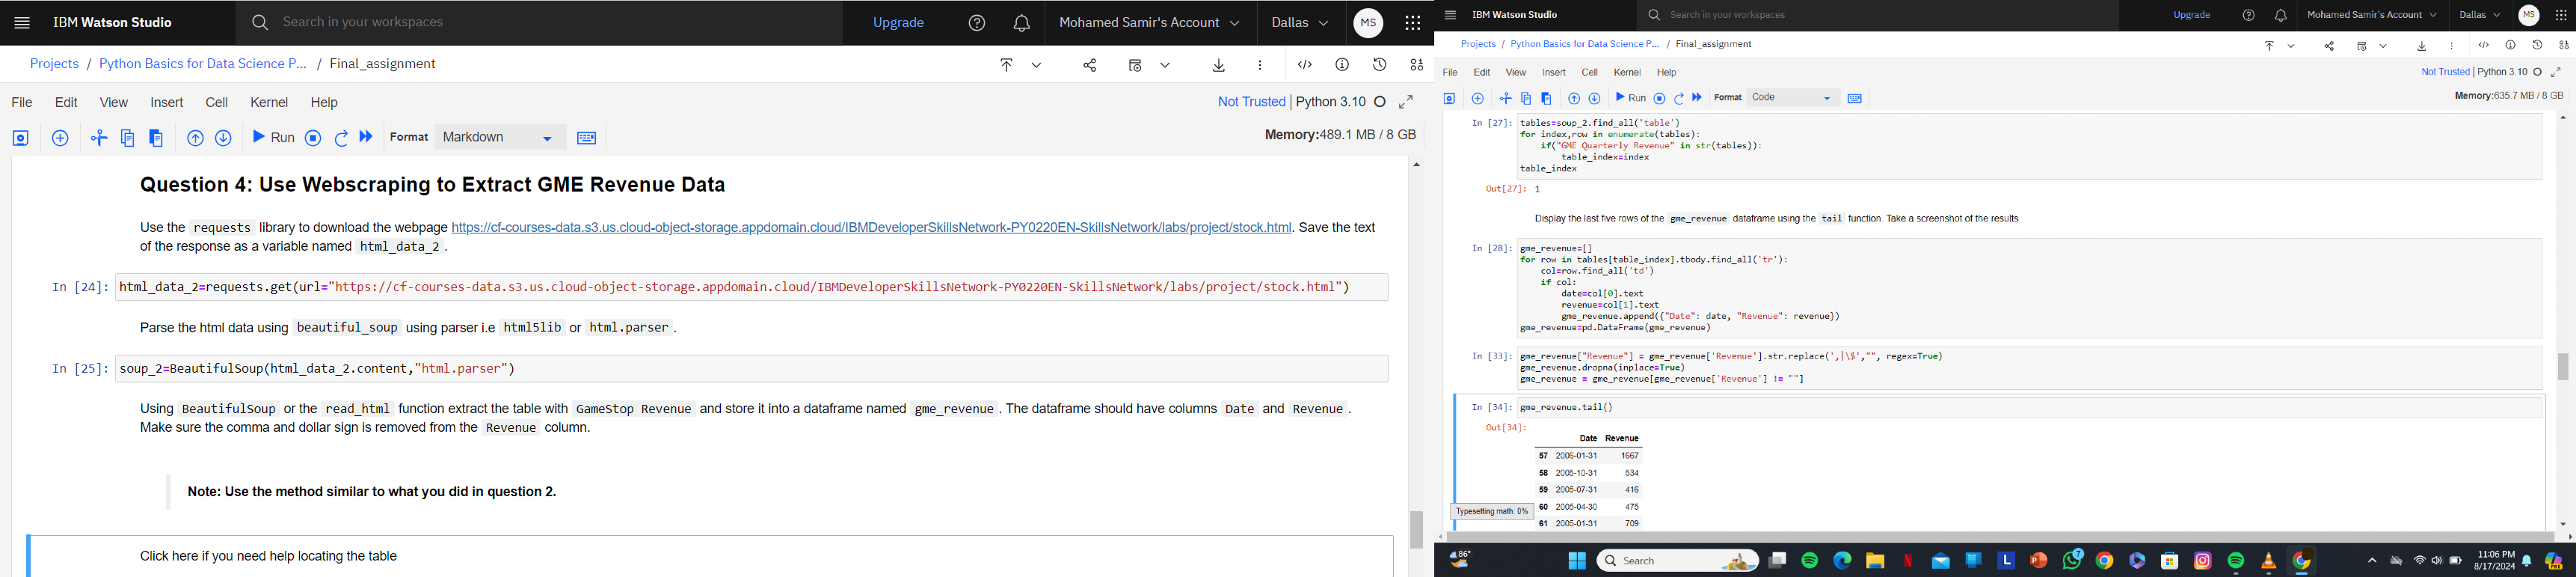 IBM Watson Studio
Search in your workspaces
Upgrade
Mohamed Samir's Account
Dallas
MS
Projects / Python Basics for Data Science P... / Final_assignment
File Edit View Insert Cell Kernel Help
Not Trusted | Python 3.10
Run
Format Markdown
Memory:489.1 MB / 8 GB
Question 4: Use Webscraping to Extract GME Revenue Data
Use the requests library to download the webpage https://cf-courses-data.s3.us.cloud-object-storage.appdomain.cloud/IBMDeveloperSkillsNetwork-PY0220EN-SkillsNetwork/labs/project/stock.html. Save the text
of the response as a variable named html_data_2 .
In [24]: html_data_2=requests.get(url="https://cf-courses-data.s3.us.cloud-object-storage.appdomain.cloud/IBMDeveloperSkillsNetwork-PY0220EN-SkillsNetwork/labs/project/stock.html")
Parse the html data using beautiful_soup using parser i.e html5lib or html.parser .
In [25]: soup_2=BeautifulSoup(html_data_2.content,"html.parser")
Using BeautifulSoup or the read_html function extract the table with GameStop Revenue and store it into a dataframe named gme_revenue . The dataframe should have columns Date and Revenue .
Make sure the comma and dollar sign is removed from the Revenue column.
Note: Use the method similar to what you did in question 2.
Click here if you need help locating the table
IBM Watson Studio
Search in your workspaces
Upgrade
Mohamed Samir's Account
Dallas
MS
Projects / Python Basics for Data Science P... / Final_assignment
File Edit View Insert Cell Kernel Help
Not Trusted | Python 3.10
Run
Format Code
Memory:635.7 MB / 8 GB
In [27]: tables=soup_2.find_all('table')
for index,row in enumerate(tables):
if("GME Quarterly Revenue" in str(tables)):
table_index=index
table_index
Out[27]: 1
Display the last five rows of the gme_revenue dataframe using the tail function. Take a screenshot of the results
In [28]: gme_revenue=[]
for row in tables[table_index].tbody.find_all('tr'):
col=row.find_all('td')
if col:
date=col[0].text
revenue=col[1].text
gme_revenue.append({"Date": date, "Revenue": revenue})
gme_revenue=pd.DataFrame(gme_revenue)
In [33]: gme_revenue["Revenue"] = gme_revenue['Revenue'].str.replace(',|\$',"", regex=True)
gme_revenue.dropna(inplace=True)
gme_revenue = gme_revenue[gme_revenue['Revenue'] != ""]
In [34]: gme_revenue.tail()
Out[34]:
Date Revenue
57 2006-01-31 1667
58 2005-10-31 534
59 2005-07-31 416
60 2005-04-30 475
61 2005-01-31 709
Typesetting math: 0%
86°
Search
7
11:06 PM
8/17/2024